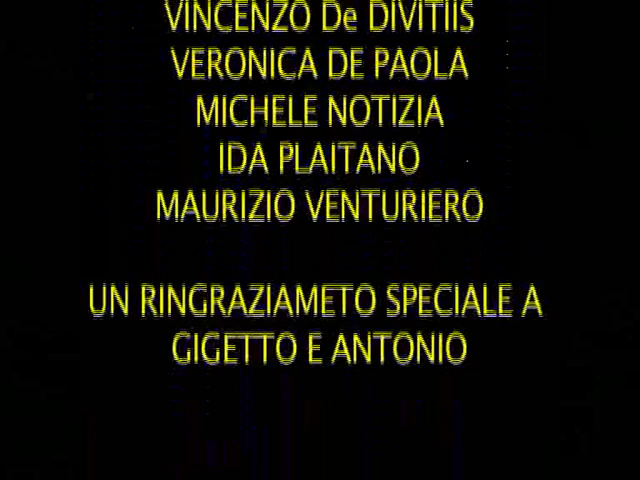 VINCENZO De DIVITIIS
VERONICA DE PAOLA
MICHELE NOTIZIA
IDA PLAITANO
MAURIZIO VENTURIERO
UN RINGRAZIAMETO SPECIALE A
GIGETTO E ANTONIO